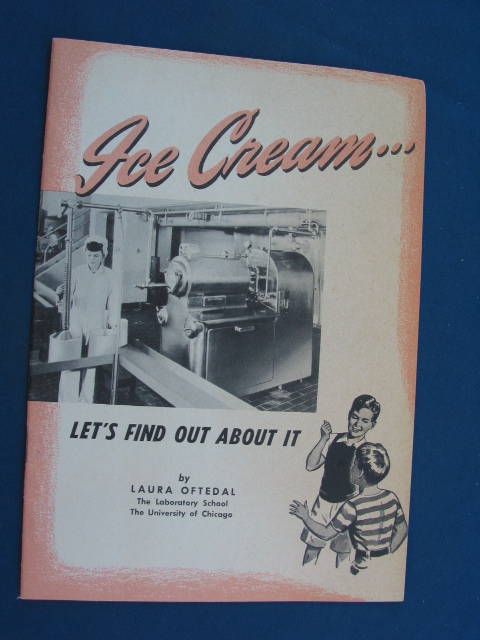 Ice Cream...
LET'S FIND OUT ABOUT IT
by
LAURA OFTEDAL
The Laboratory School
The University of Chicago